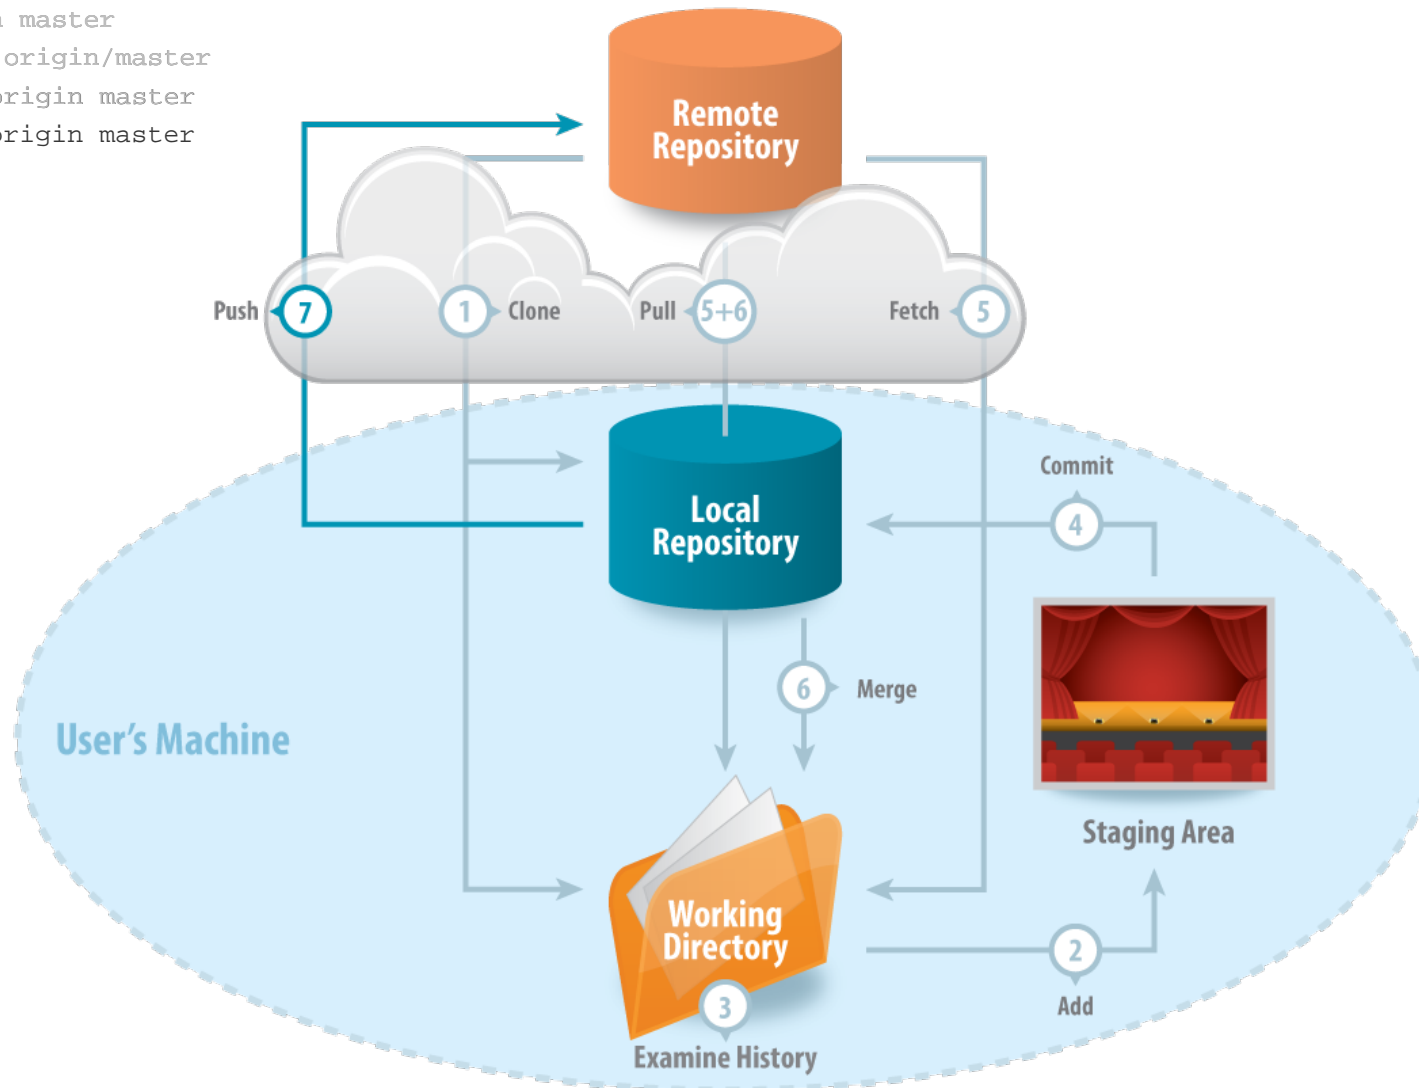 master
origin/master
origin master
origin master
Remote
Repository
Push
7
1
Clone
Pull
5+6
Fetch
5
Commit
4
Local
Repository
6
Merge
User's Machine
Staging Area
Working
Directory
2
Add
3
Examine History